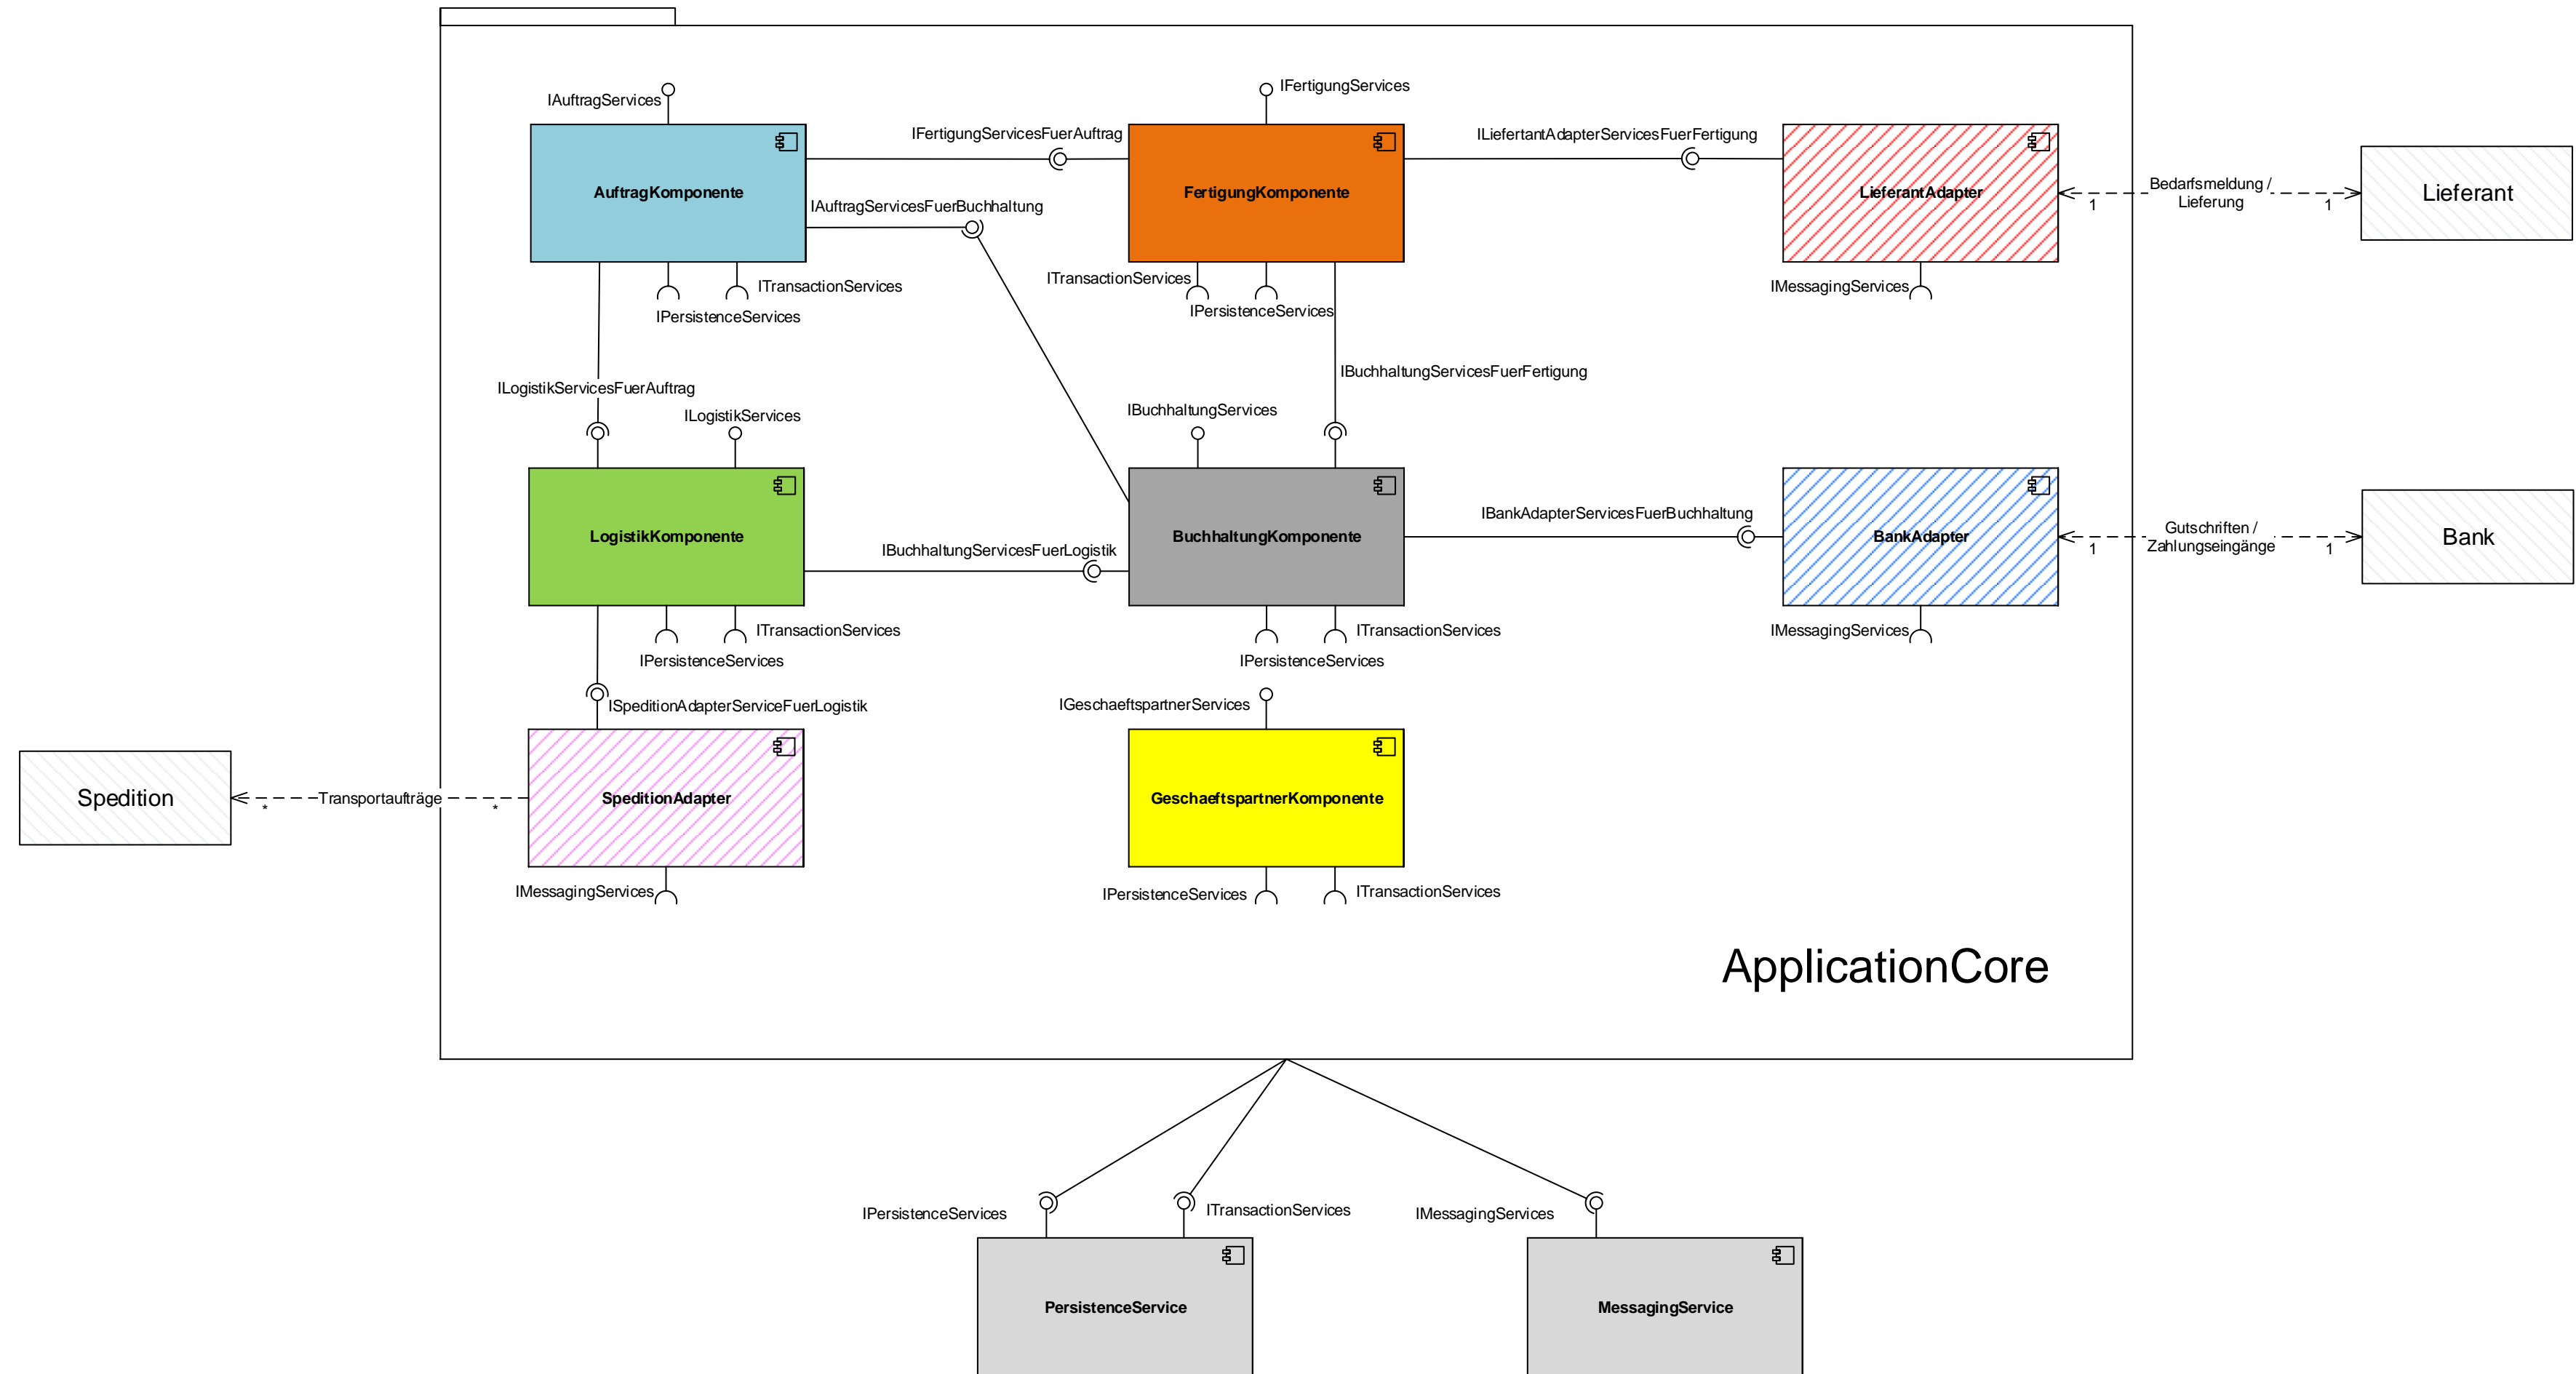 IAuftragServices
IFertigungServices
IFertigungServicesFuerAuftrag
ILiefertantAdapterServicesFuerFertigung
AuftragKomponente
FertigungKomponente
LieferantAdapter
Bedarfsmeldung /
Lieferung
1
1
Lieferant
IAuftragServicesFuerBuchhaltung
ITransactionServices
IPersistenceServices
ITransactionServices
IPersistenceServices
IMessagingServices
ILogistikServicesFuerAuftrag
IBuchhaltungServicesFuerFertigung
ILogistikServices
IBuchhaltungServices
IBankAdapterServicesFuerBuchhaltung
LogistikKomponente
BuchhaltungKomponente
BankAdapter
Gutschriften /
Zahlungseingänge
1
1
Bank
IBuchhaltungServicesFuerLogistik
ITransactionServices
IPersistenceServices
ITransactionServices
IPersistenceServices
IMessagingServices
ISpeditionAdapterServiceFuerLogistik
IGeschaeftspartnerServices
Spedition
*
Transportaufträge
*
SpeditionAdapter
GeschaeftspartnerKomponente
IMessagingServices
IPersistenceServices
ITransactionServices
ApplicationCore
IPersistenceServices
ITransactionServices
IMessagingServices
PersistenceService
MessagingService